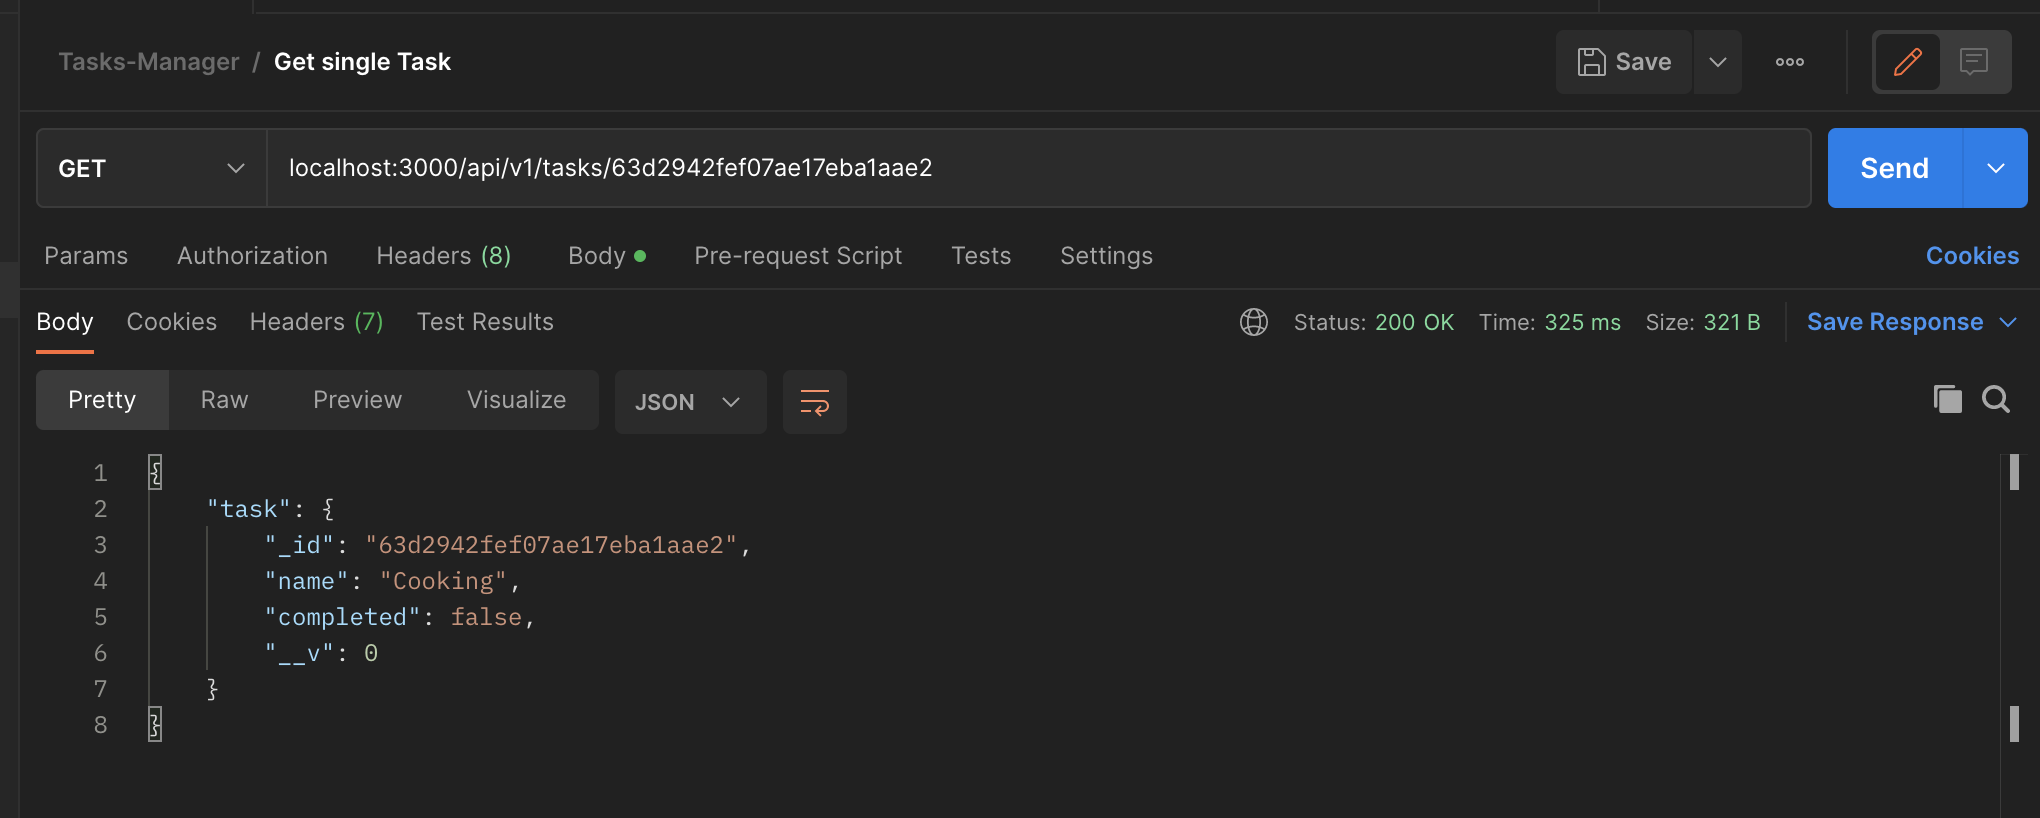 Tasks-Manager / Get single Task
Save
GET
localhost:3000/api/v1/tasks/63d2942fef07ae17eba1aae2
Send
Params Authorization Headers (8) Body Pre-request Script Tests Settings Cookies
Body Cookies Headers (7) Test Results Status: 200 OK Time: 325 ms Size: 321 B Save Response
Pretty Raw Preview Visualize JSON
1 {
2 "task": {
3 "_id": "63d2942fef07ae17eba1aae2",
4 "name": "Cooking",
5 "completed": false,
6 "__v": 0
7 }
8 }